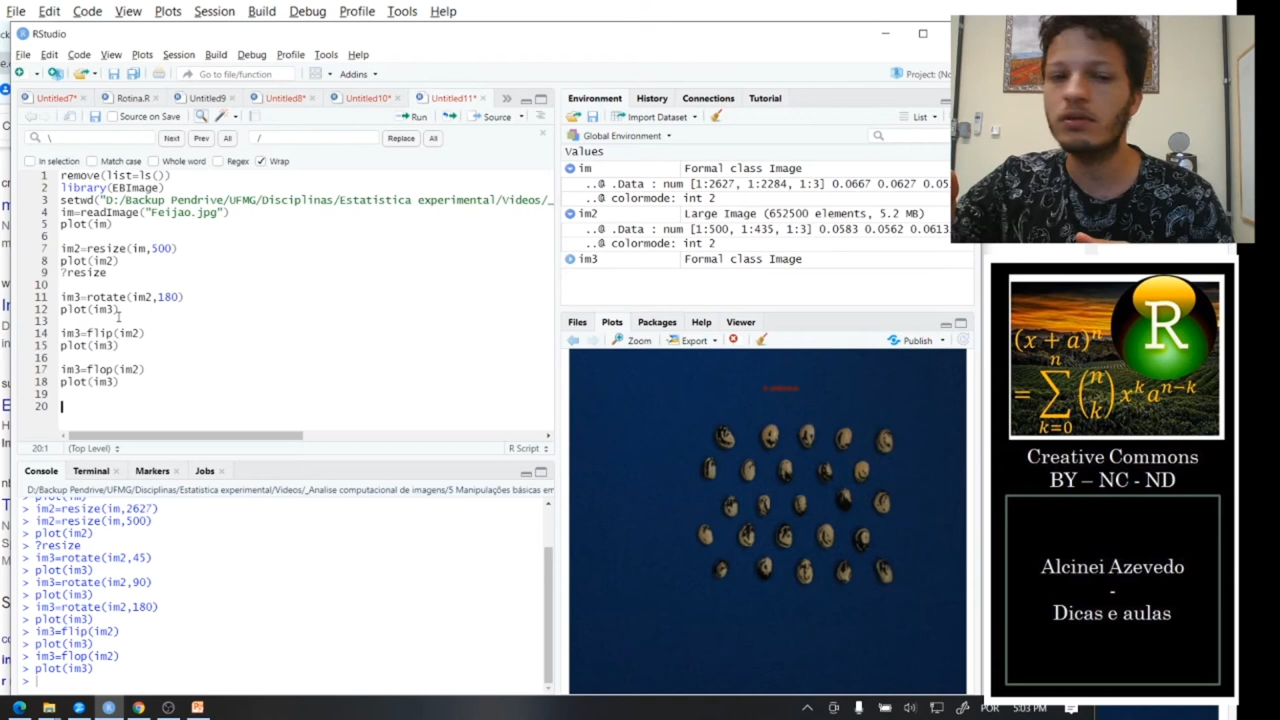 File Edit Code View Plots Session Build Debug Profile Tools Help
RStudio
File Edit Code View Plots Session Build Debug Profile Tools Help
Go to file/function
Addins
Project: (No
Untitled7*
Rotina.R
Untitled9
Untitled8*
Untitled10*
Untitled11*
Source on Save
Run
Source
\
Next
Prev
All
/
Replace
All
In selection
Match case
Whole word
Regex
Wrap
1 remove(list=ls())
2 library(EBImage)
3 setwd("D:/Backup Pendrive/UFMG/Disciplinas/Estatistica experimental/Videos/_
4 im=readImage("Feijao.jpg")
5 plot(im)
6
7 im2=resize(im,500)
8 plot(im2)
9 ?resize
10
11 im3=rotate(im2,180)
12 plot(im3)
13
14 im3=flip(im2)
15 plot(im3)
16
17 im3=flop(im2)
18 plot(im3)
19
20
20:1
(Top Level)
R Script
Console
Terminal
Markers
Jobs
D:/Backup Pendrive/UFMG/Disciplinas/Estatistica experimental/Videos/_Analise computacional de imagens/5 Manipulações básicas em
> plot(im)
> im2=resize(im,2627)
> im2=resize(im,500)
> plot(im2)
> ?resize
> im3=rotate(im2,45)
> plot(im3)
> im3=rotate(im2,90)
> plot(im3)
> im3=rotate(im2,180)
> plot(im3)
> im3=flip(im2)
> plot(im3)
> im3=flop(im2)
> plot(im3)
>
Environment
History
Connections
Tutorial
Import Dataset
List
Global Environment
Values
im Formal class Image
..@ .Data : num [1:2627, 1:2284, 1:3] 0.0667 0.0627 0.05
..@ colormode: int 2
im2 Large Image (652500 elements, 5.2 MB)
..@ .Data : num [1:500, 1:435, 1:3] 0.0583 0.0562 0.0613
..@ colormode: int 2
im3 Formal class Image
Files
Plots
Packages
Help
Viewer
Zoom
Export
Publish
(x + a)^n
= ∑ k=0 n (n k) x^k a^{n-k}
R
Creative Commons
BY – NC - ND
Alcinei Azevedo
-
Dicas e aulas
POR
5:03 PM